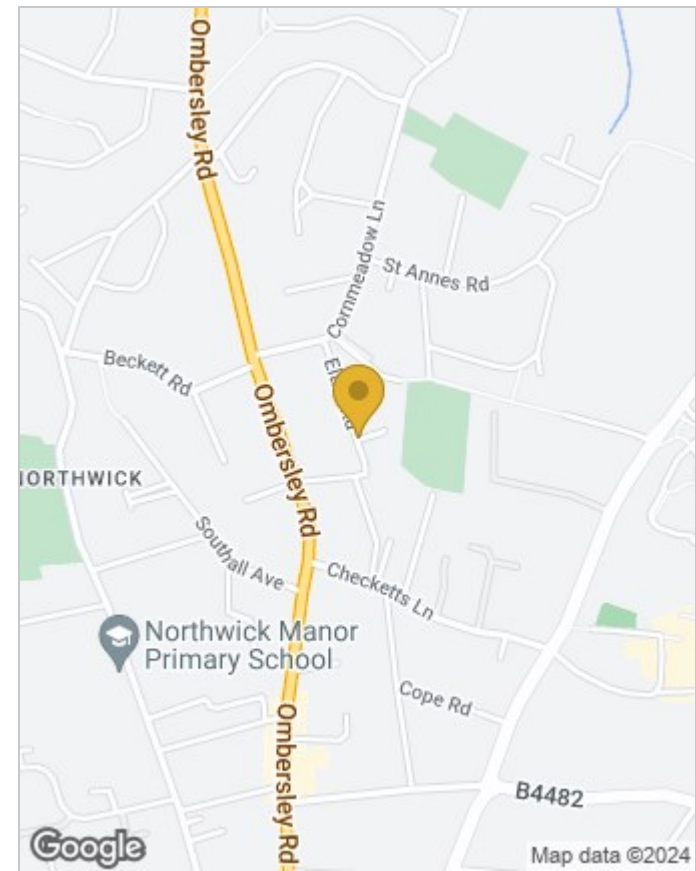 Ombersley Rd
Cornmeadow Ln
St Annes Rd
Beckett Rd
Ombersley Rd
NORTHWICK
Southall Ave
Checketts Ln
Northwick Manor
Primary School
Cope Rd
B4482
Ombersley Rd
Google
Map data ©2024